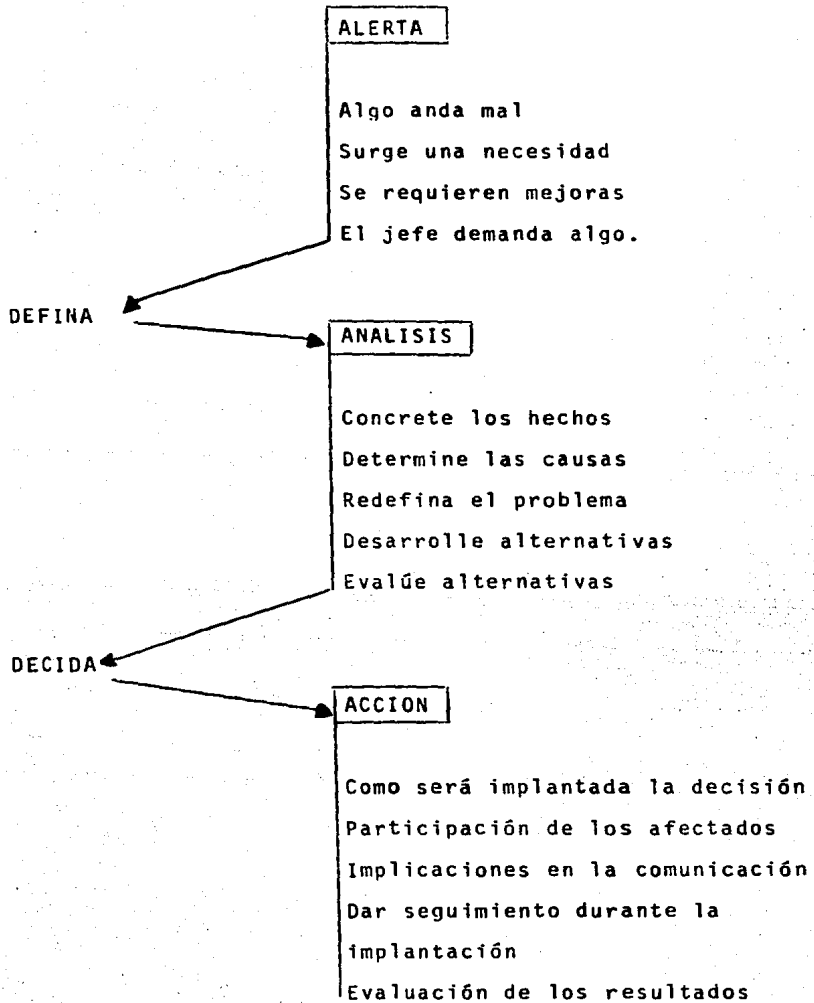 ALERTA
Algo anda mal
Surge una necesidad
Se requieren mejoras
El jefe demanda algo.
DEFINA
ANALISIS
Concrete los hechos
Determine las causas
Redefina el problema
Desarrolle alternativas
Evalúe alternativas
DECIDA
ACCION
Como será implantada la decisión
Participación de los afectados
Implicaciones en la comunicación
Dar seguimiento durante la
implantación
Evaluación de los resultados